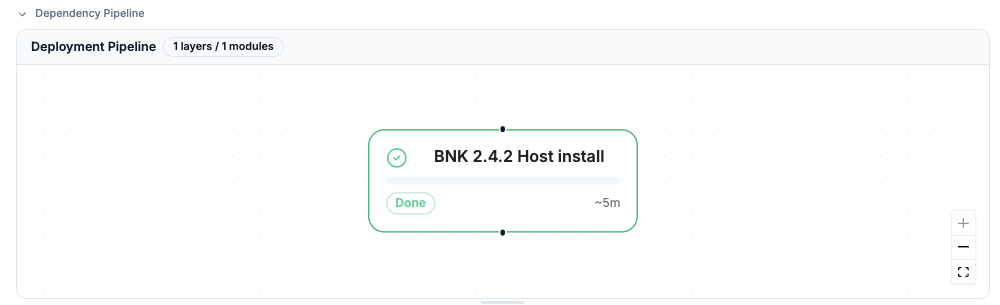 Dependency Pipeline
Deployment Pipeline 1 layers / 1 modules
BNK 2.4.2 Host install
Done ~5m